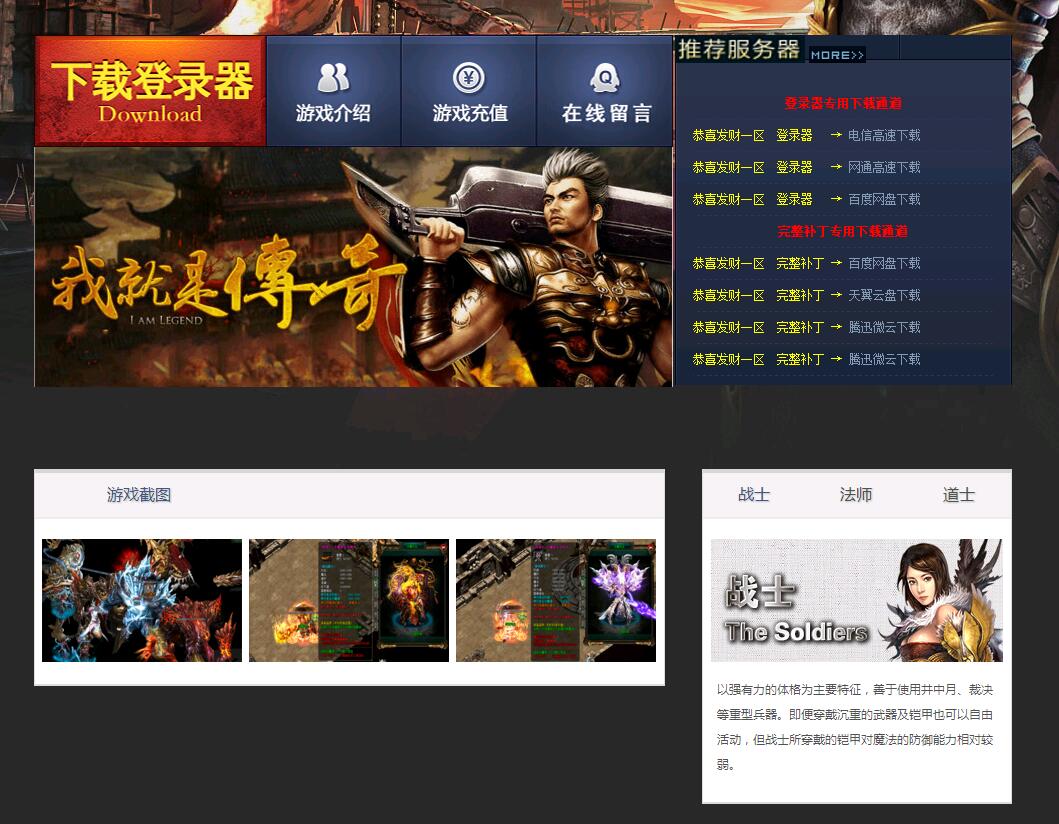 下载登录器
Download
游戏介绍
游戏充值
在线留言
推荐服务器 MORE>>
我就是傳奇
I AM LEGEND
登录器专用下载通道
恭喜发财一区 登录器 → 电信高速下载
恭喜发财一区 登录器 → 网通高速下载
恭喜发财一区 登录器 → 百度网盘下载
完整补丁专用下载通道
恭喜发财一区 完整补丁 → 百度网盘下载
恭喜发财一区 完整补丁 → 天翼云盘下载
恭喜发财一区 完整补丁 → 腾迅微云下载
恭喜发财一区 完整补丁 → 腾迅微云下载
游戏截图
战士 法师 道士
战士
The Soldiers
以强有力的体格为主要特征，善于使用井中月、裁决
等重型兵器。即便穿戴沉重的武器及铠甲也可以自由
活动，但战士所穿戴的铠甲对魔法的防御能力相对较
弱。